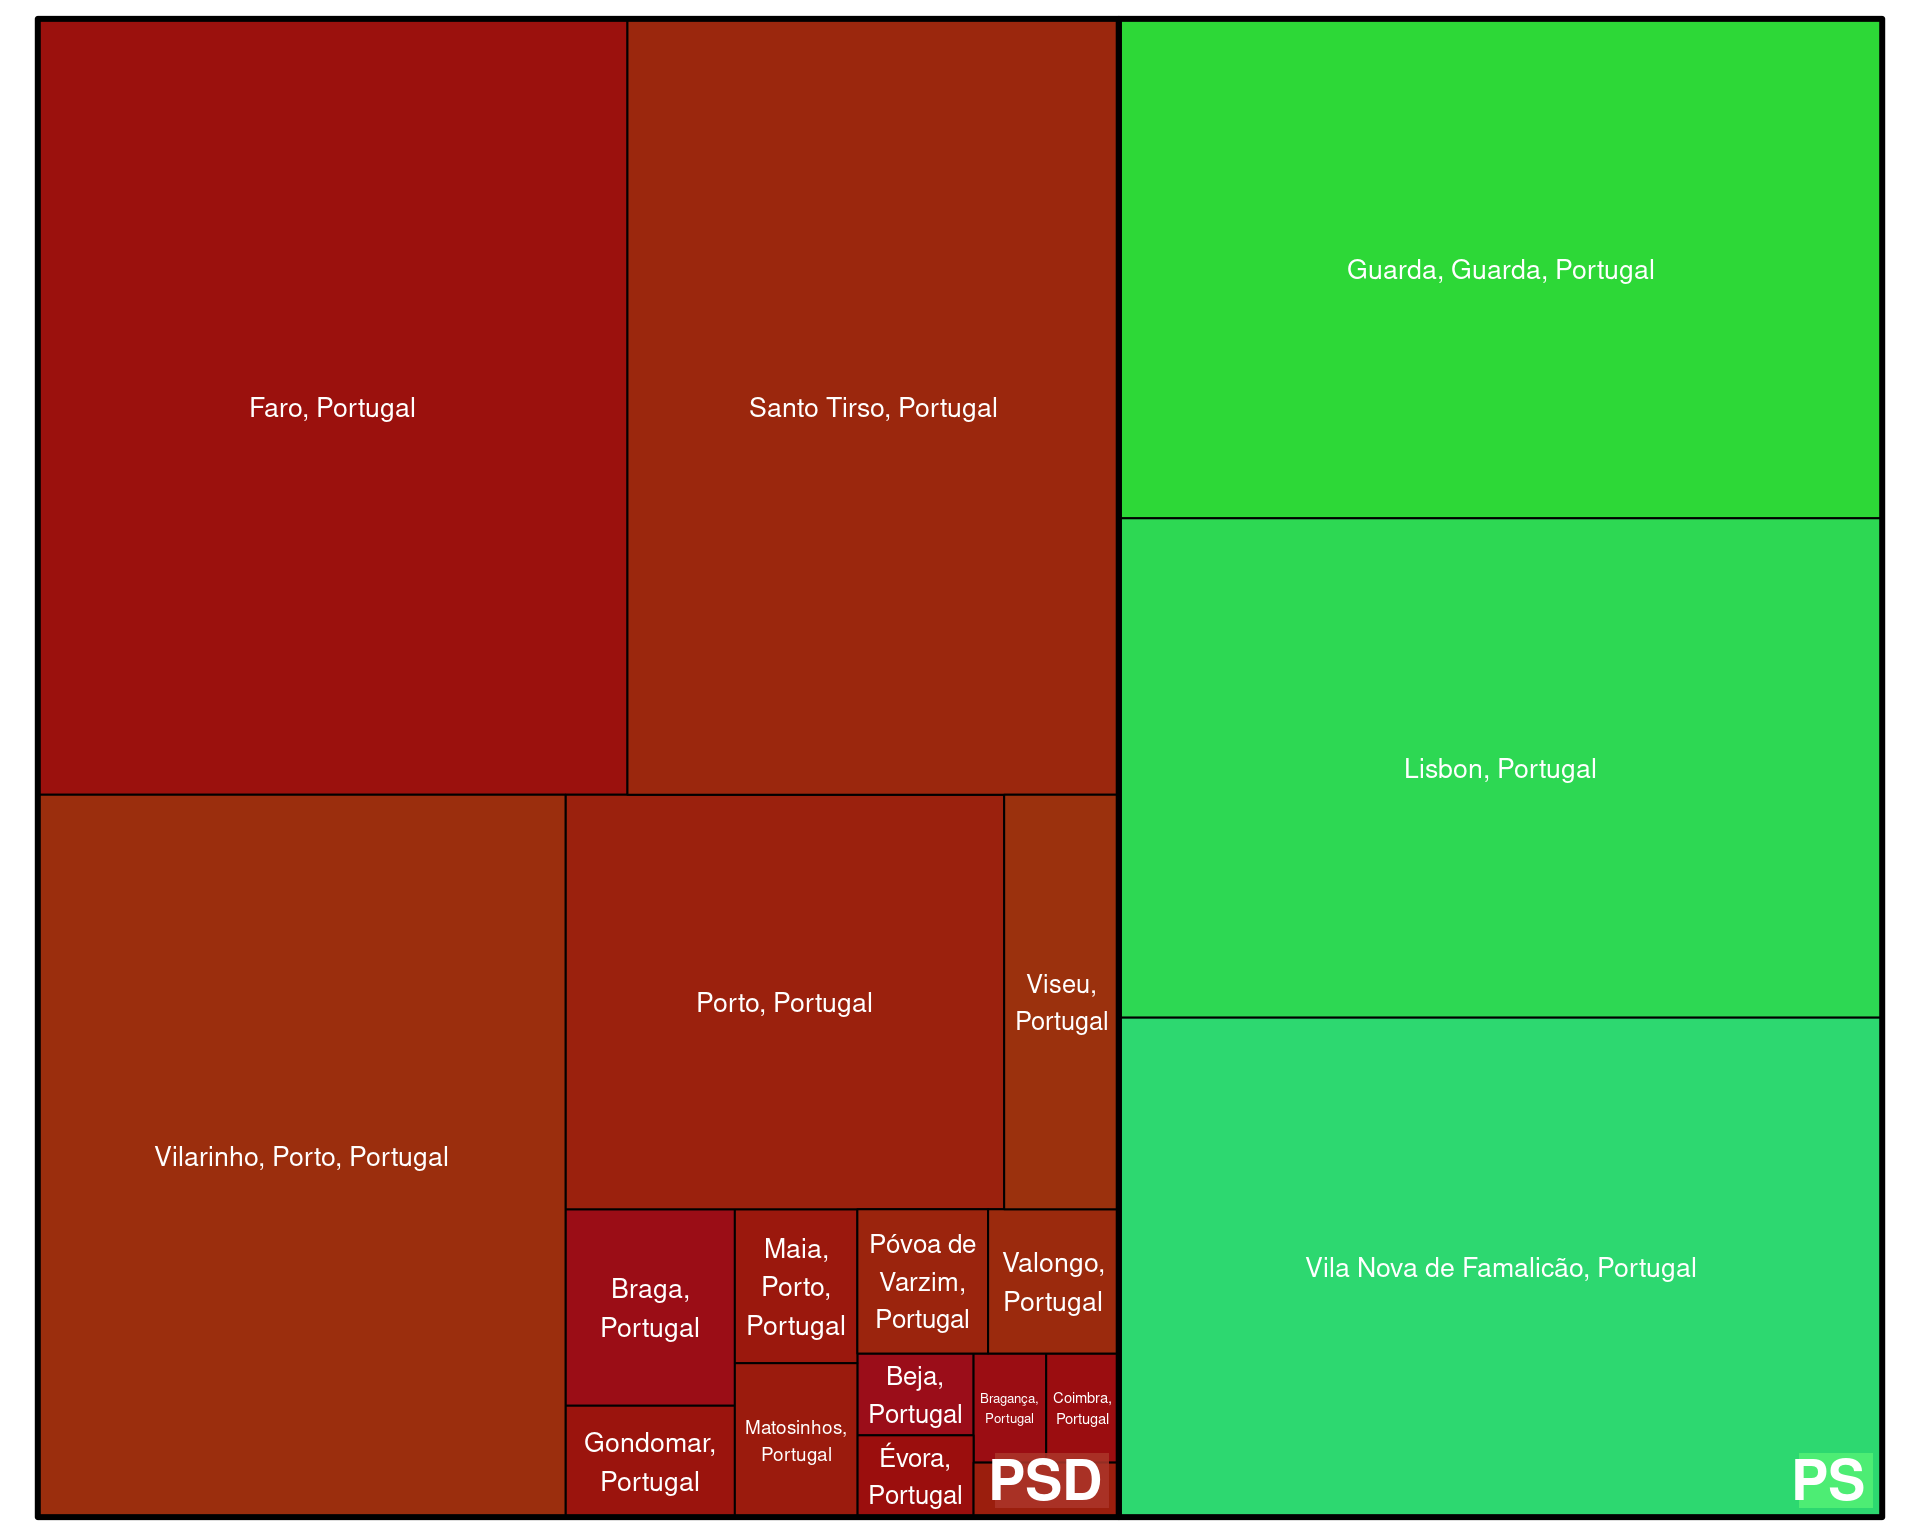 Faro, Portugal
Santo Tirso, Portugal
Guarda, Guarda, Portugal
Lisbon, Portugal
Vilarinho, Porto, Portugal
Porto, Portugal
Viseu,
Portugal
Braga,
Portugal
Maia,
Porto,
Portugal
Póvoa de
Varzim,
Portugal
Valongo,
Portugal
Gondomar,
Portugal
Matosinhos,
Portugal
Beja,
Portugal
Bragança,
Portugal
Coimbra,
Portugal
Évora,
Portugal
PSD
Vila Nova de Famalicão, Portugal
PS